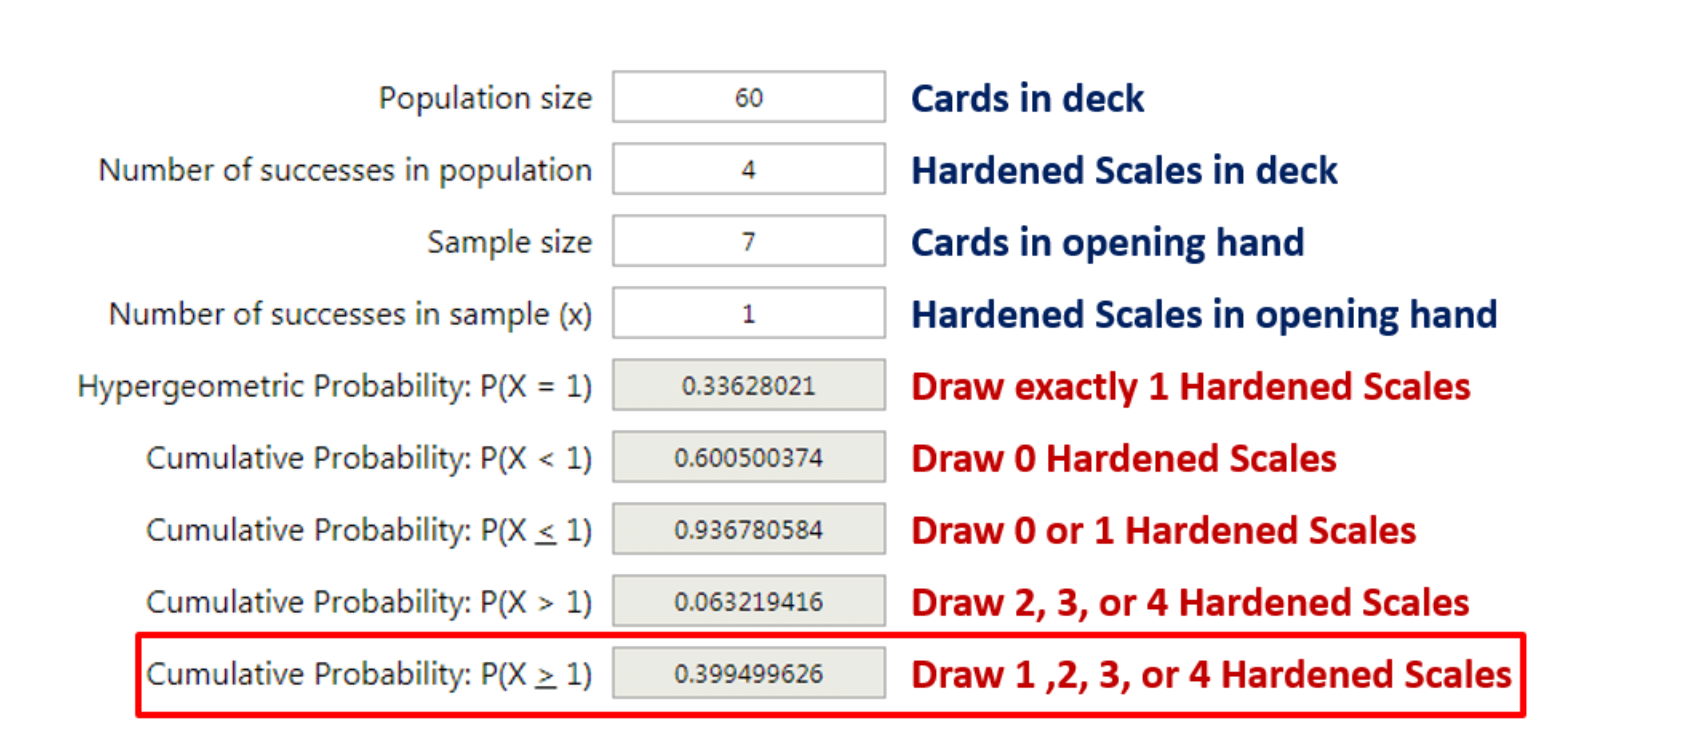 Population size 60 Cards in deck
Number of successes in population 4 Hardened Scales in deck
Sample size 7 Cards in opening hand
Number of successes in sample (x) 1 Hardened Scales in opening hand
Hypergeometric Probability: P(X = 1) 0.33628021 Draw exactly 1 Hardened Scales
Cumulative Probability: P(X < 1) 0.600500374 Draw 0 Hardened Scales
Cumulative Probability: P(X ≤ 1) 0.936780584 Draw 0 or 1 Hardened Scales
Cumulative Probability: P(X > 1) 0.063219416 Draw 2, 3, or 4 Hardened Scales
Cumulative Probability: P(X ≥ 1) 0.399499626 Draw 1 ,2, 3, or 4 Hardened Scales